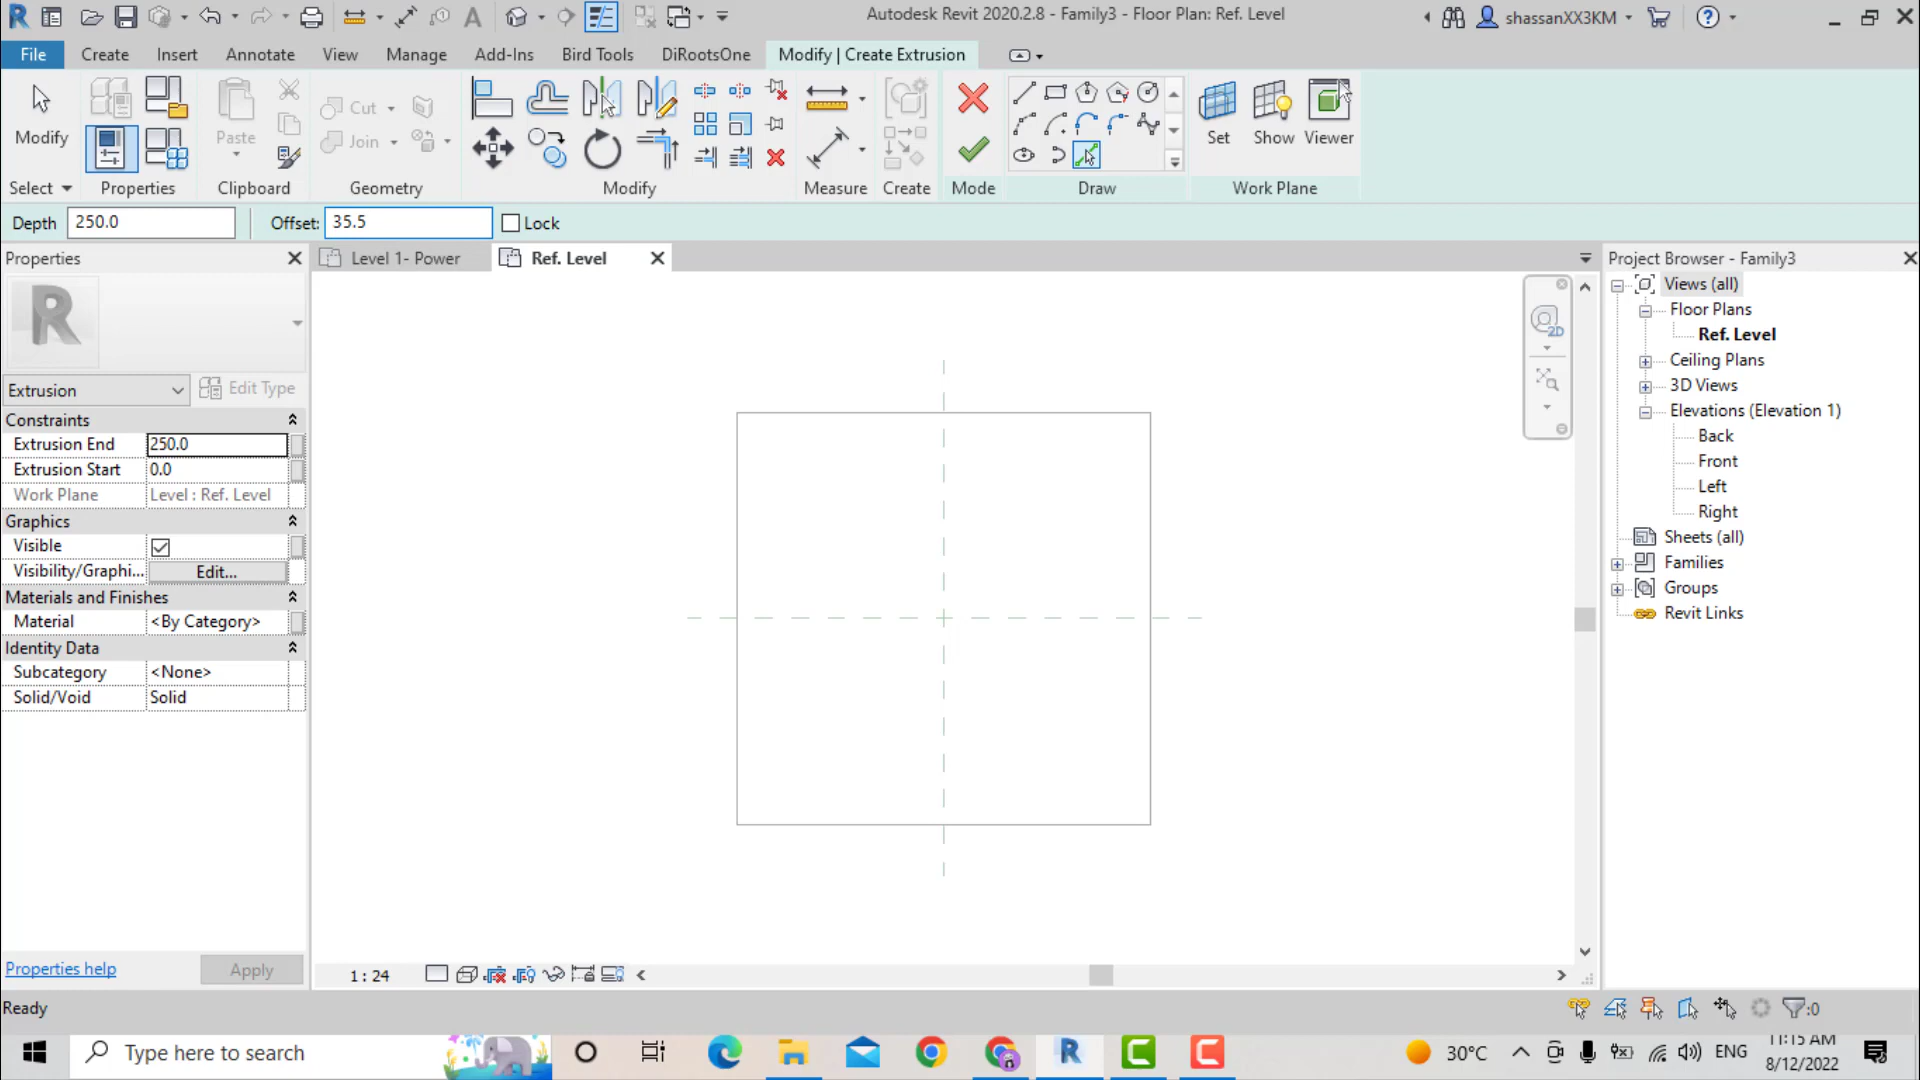 Autodesk Revit 2020.2.8 - Family3 - Floor Plan: Ref. Level
shassanXX3KM
File Create Insert Annotate View Manage Add-Ins Bird Tools DiRootsOne Modify | Create Extrusion
Modify
Paste
Cut
Join
Set Show Viewer
Select Properties Clipboard Geometry Modify Measure Create Mode Draw Work Plane
Depth 250.0 Offset: 35.5 Lock
Properties
Level 1- Power
Ref. Level
Project Browser - Family3
Extrusion
Edit Type
Constraints
Extrusion End 250.0
Extrusion Start 0.0
Work Plane Level : Ref. Level
Graphics
Visible
Visibility/Graphi... Edit...
Materials and Finishes
Material <By Category>
Identity Data
Subcategory <None>
Solid/Void Solid
Properties help Apply
2D
Views (all)
Floor Plans
Ref. Level
Ceiling Plans
3D Views
Elevations (Elevation 1)
Back
Front
Left
Right
Sheets (all)
Families
Groups
Revit Links
1 : 24
Ready
:0
Type here to search
30°C
ENG
11:15 AM
8/12/2022